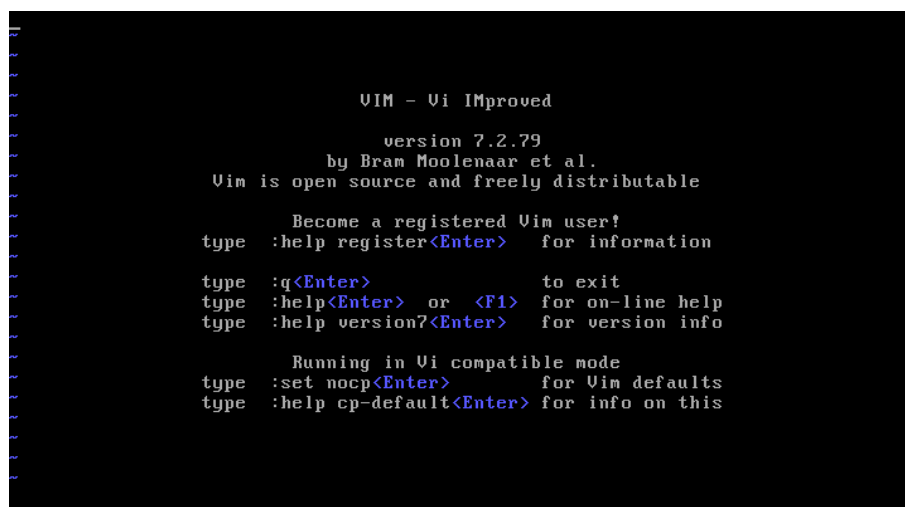 ~
~
~
~
VIM - Vi IMproved
~
~
version 7.2.79
~
by Bram Moolenaar et al.
~
Vim is open source and freely distributable
~
~
Become a registered Vim user!
~
type :help register<Enter> for information
~
~
type :q<Enter> to exit
~
type :help<Enter> or <F1> for on-line help
~
type :help version7<Enter> for version info
~
~
Running in Vi compatible mode
~
type :set nocp<Enter> for Vim defaults
~
type :help cp-default<Enter> for info on this
~
~
~
~